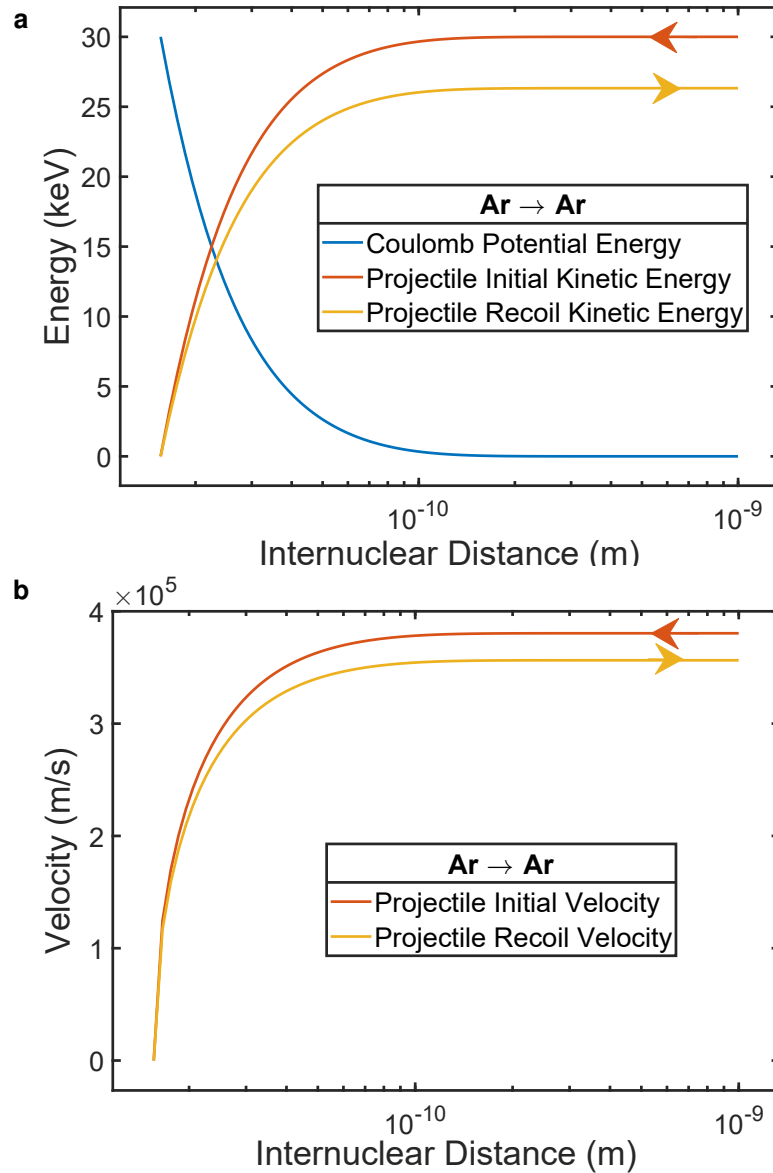 a
30
25
20
15
10
5
0
Energy (keV)
Ar → Ar
Coulomb Potential Energy
Projectile Initial Kinetic Energy
Projectile Recoil Kinetic Energy
10^-10
10^-9
Internuclear Distance (m)
b
×10^5
4
3
2
1
0
Velocity (m/s)
Ar → Ar
Projectile Initial Velocity
Projectile Recoil Velocity
10^-10
10^-9
Internuclear Distance (m)